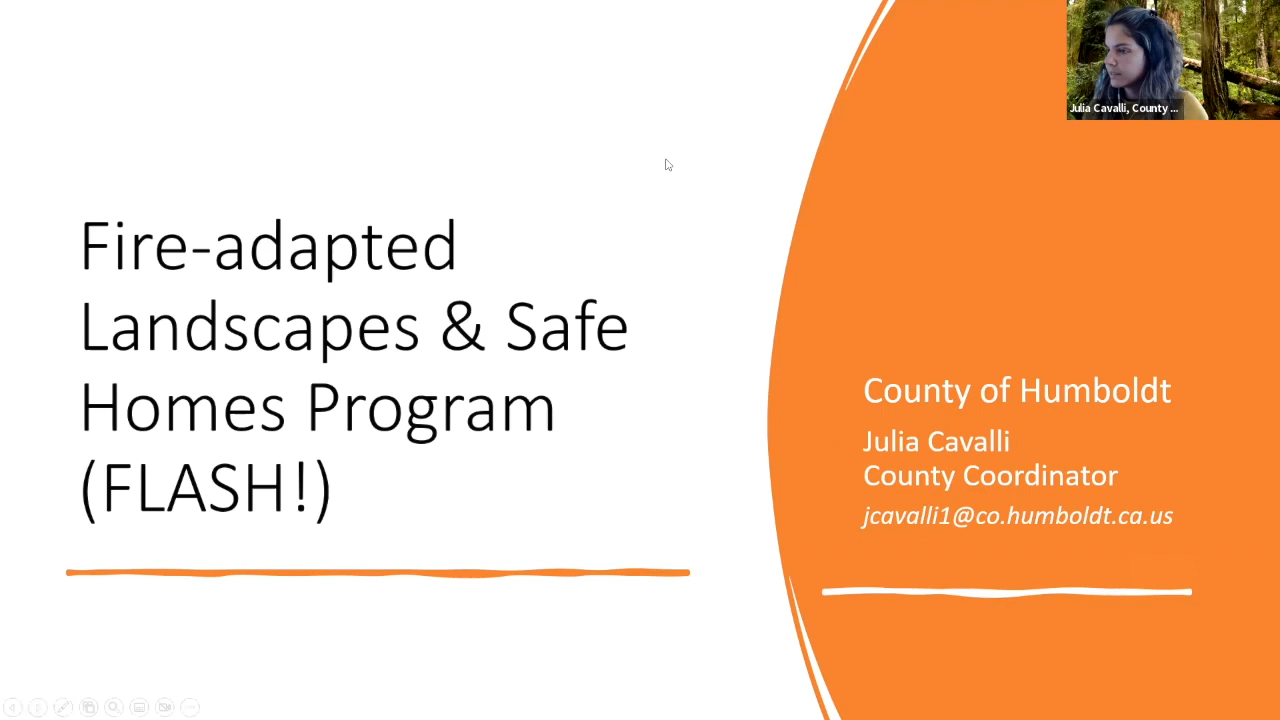 Julia Cavalli, County ...
Fire-adapted
Landscapes & Safe
Homes Program
(FLASH!)
County of Humboldt
Julia Cavalli
County Coordinator
jcavalli1@co.humboldt.ca.us